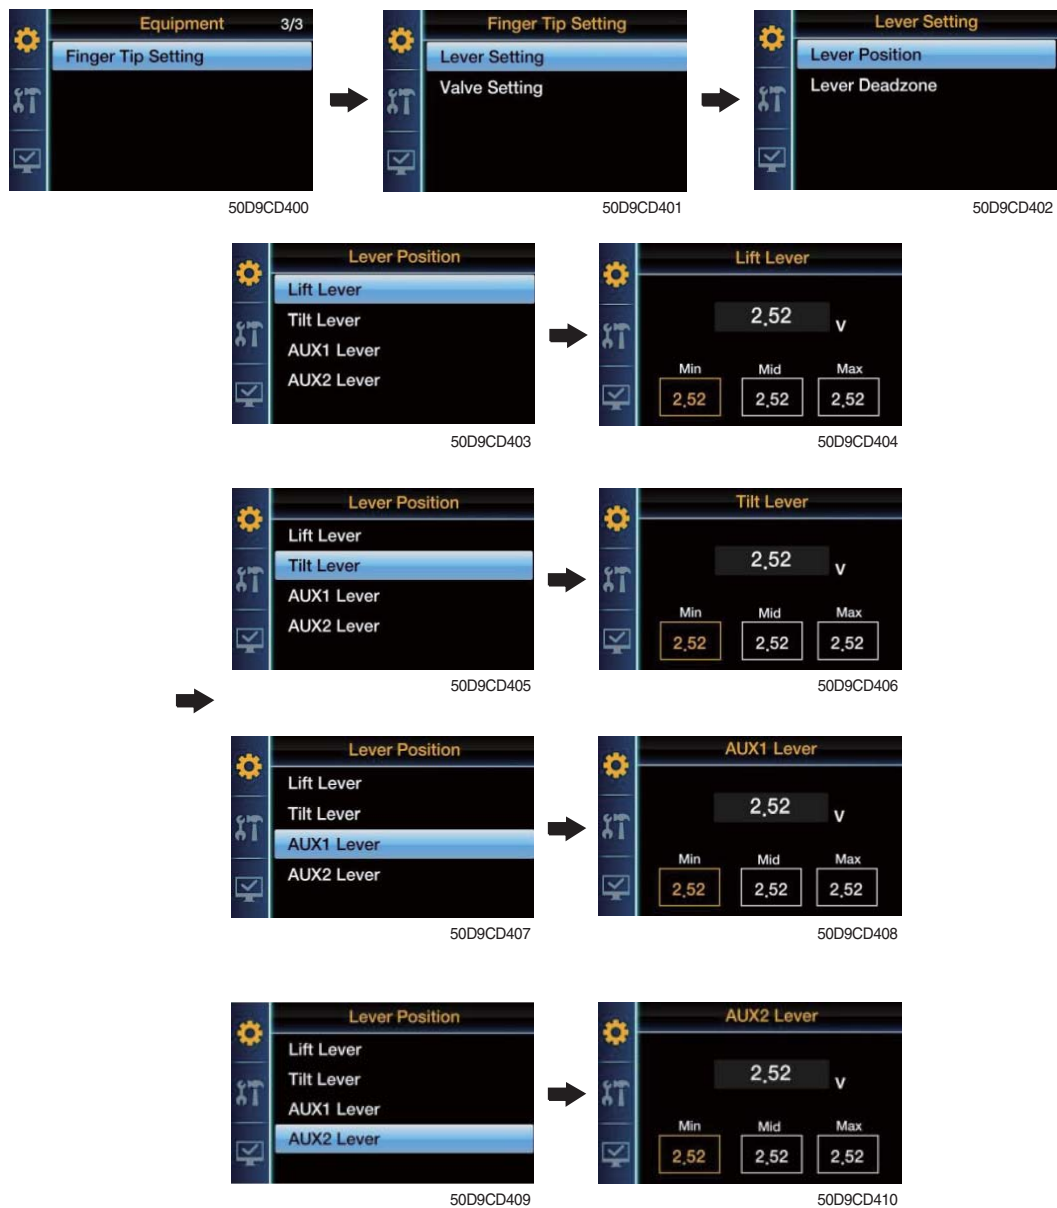 Equipment 3/3
Finger Tip Setting
50D9CD400
Finger Tip Setting
Lever Setting
Valve Setting
50D9CD401
Lever Setting
Lever Position
Lever Deadzone
50D9CD402
Lever Position
Lift Lever
Tilt Lever
AUX1 Lever
AUX2 Lever
50D9CD403
Lift Lever
2.52 V
Min Mid Max
2.52 2.52 2.52
50D9CD404
Lever Position
Lift Lever
Tilt Lever
AUX1 Lever
AUX2 Lever
50D9CD405
Tilt Lever
2.52 V
Min Mid Max
2.52 2.52 2.52
50D9CD406
Lever Position
Lift Lever
Tilt Lever
AUX1 Lever
AUX2 Lever
50D9CD407
AUX1 Lever
2.52 V
Min Mid Max
2.52 2.52 2.52
50D9CD408
Lever Position
Lift Lever
Tilt Lever
AUX1 Lever
AUX2 Lever
50D9CD409
AUX2 Lever
2.52 V
Min Mid Max
2.52 2.52 2.52
50D9CD410